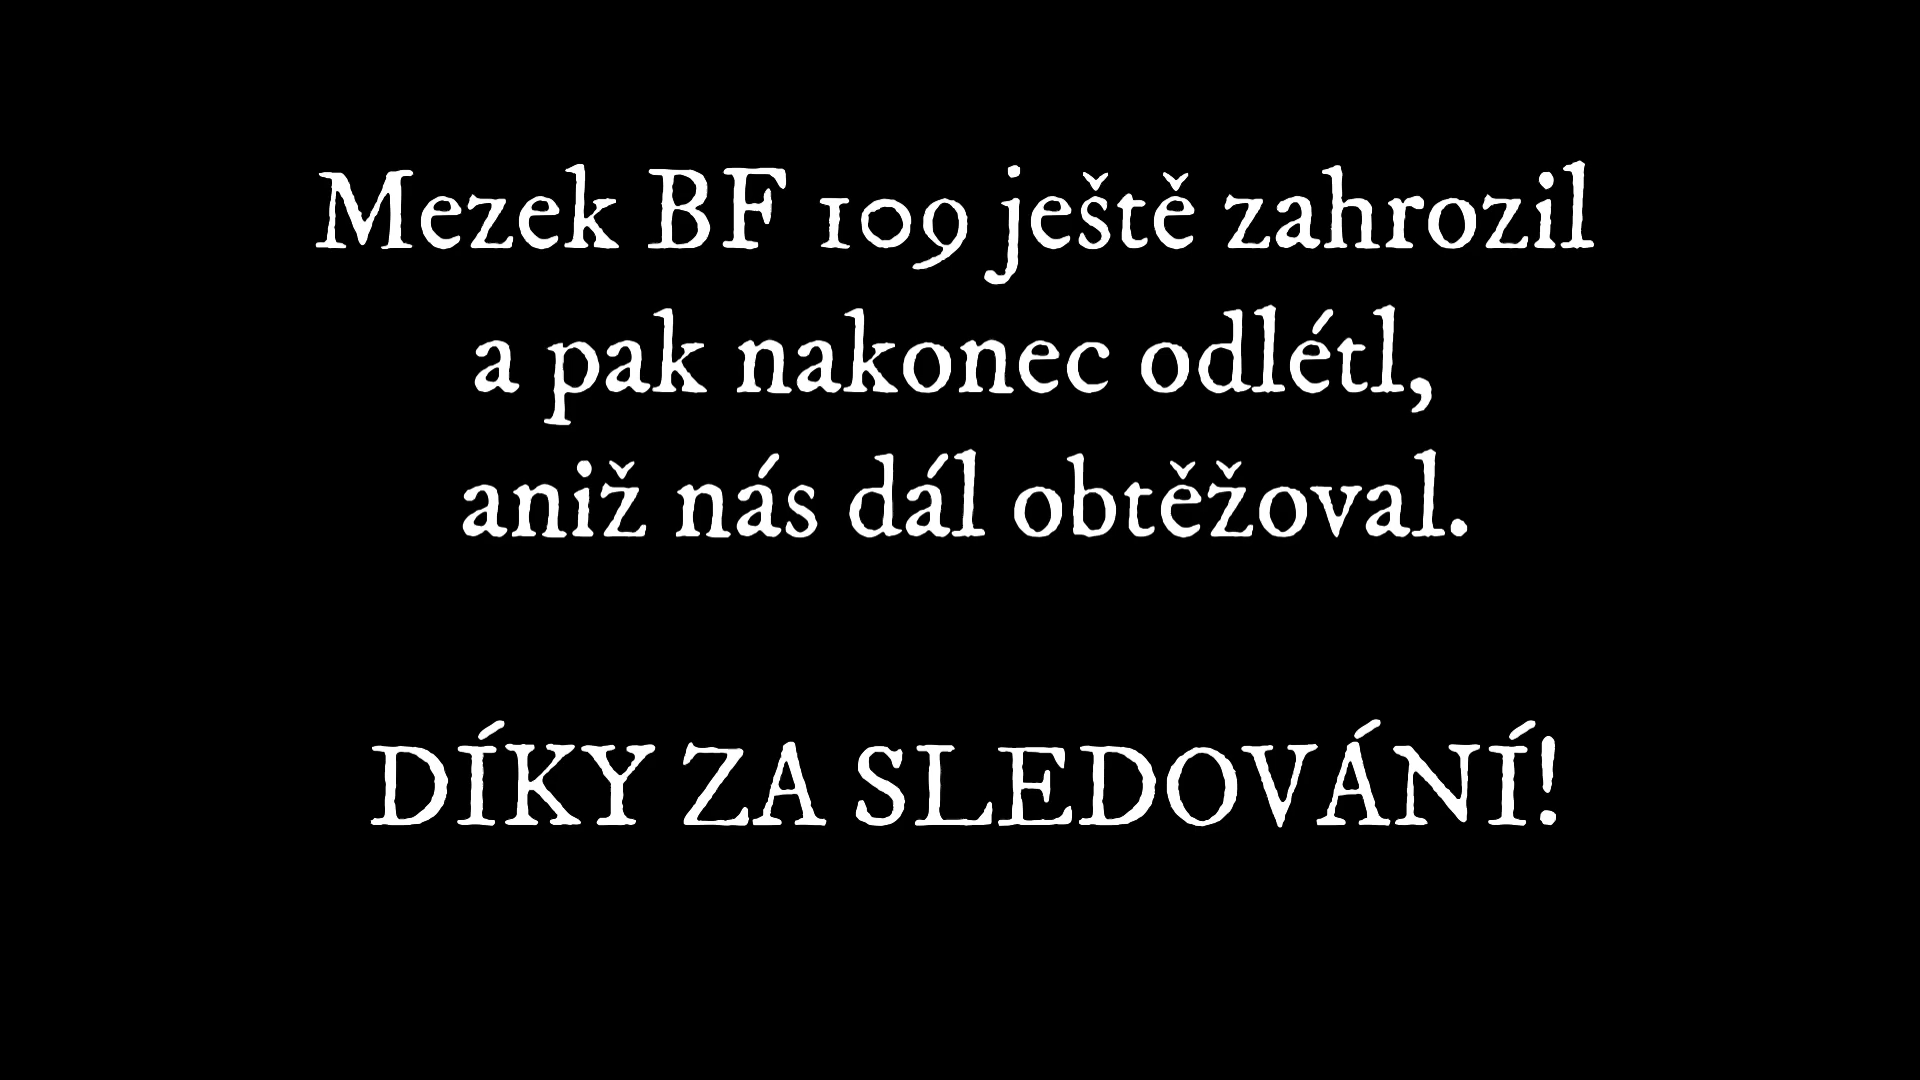 Mezek BF 109 ještě zahrozil
a pak nakonec odlétl,
aniž nás dál obtěžoval.
DÍKY ZA SLEDOVÁNÍ!